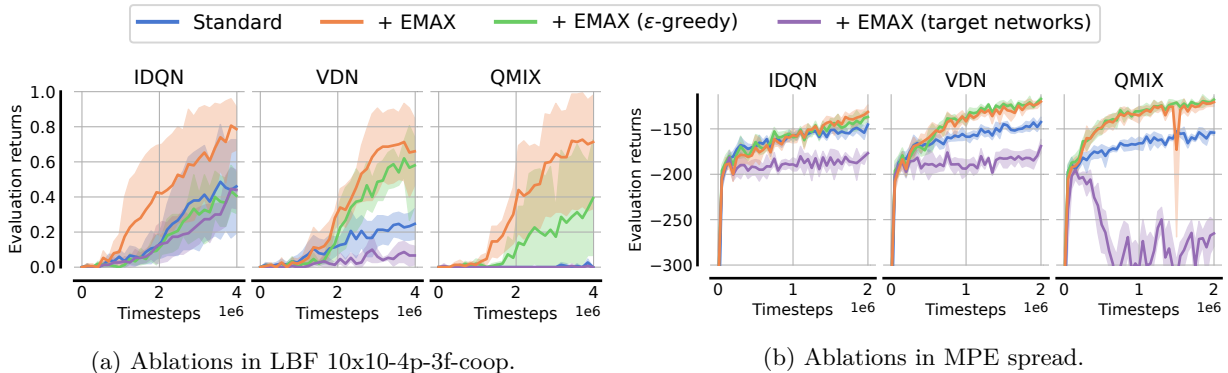 Standard + EMAX + EMAX (ε-greedy) + EMAX (target networks)
IDQN VDN QMIX
Evaluation returns
1.0
0.8
0.6
0.4
0.2
0.0
0 2 4 0 2 4 0 2 4
1e6 1e6 1e6
Timesteps Timesteps Timesteps
(a) Ablations in LBF 10x10-4p-3f-coop.
IDQN VDN QMIX
Evaluation returns
−150
−200
−250
−300
0 1 2 0 1 2 0 1 2
1e6 1e6 1e6
Timesteps Timesteps Timesteps
(b) Ablations in MPE spread.